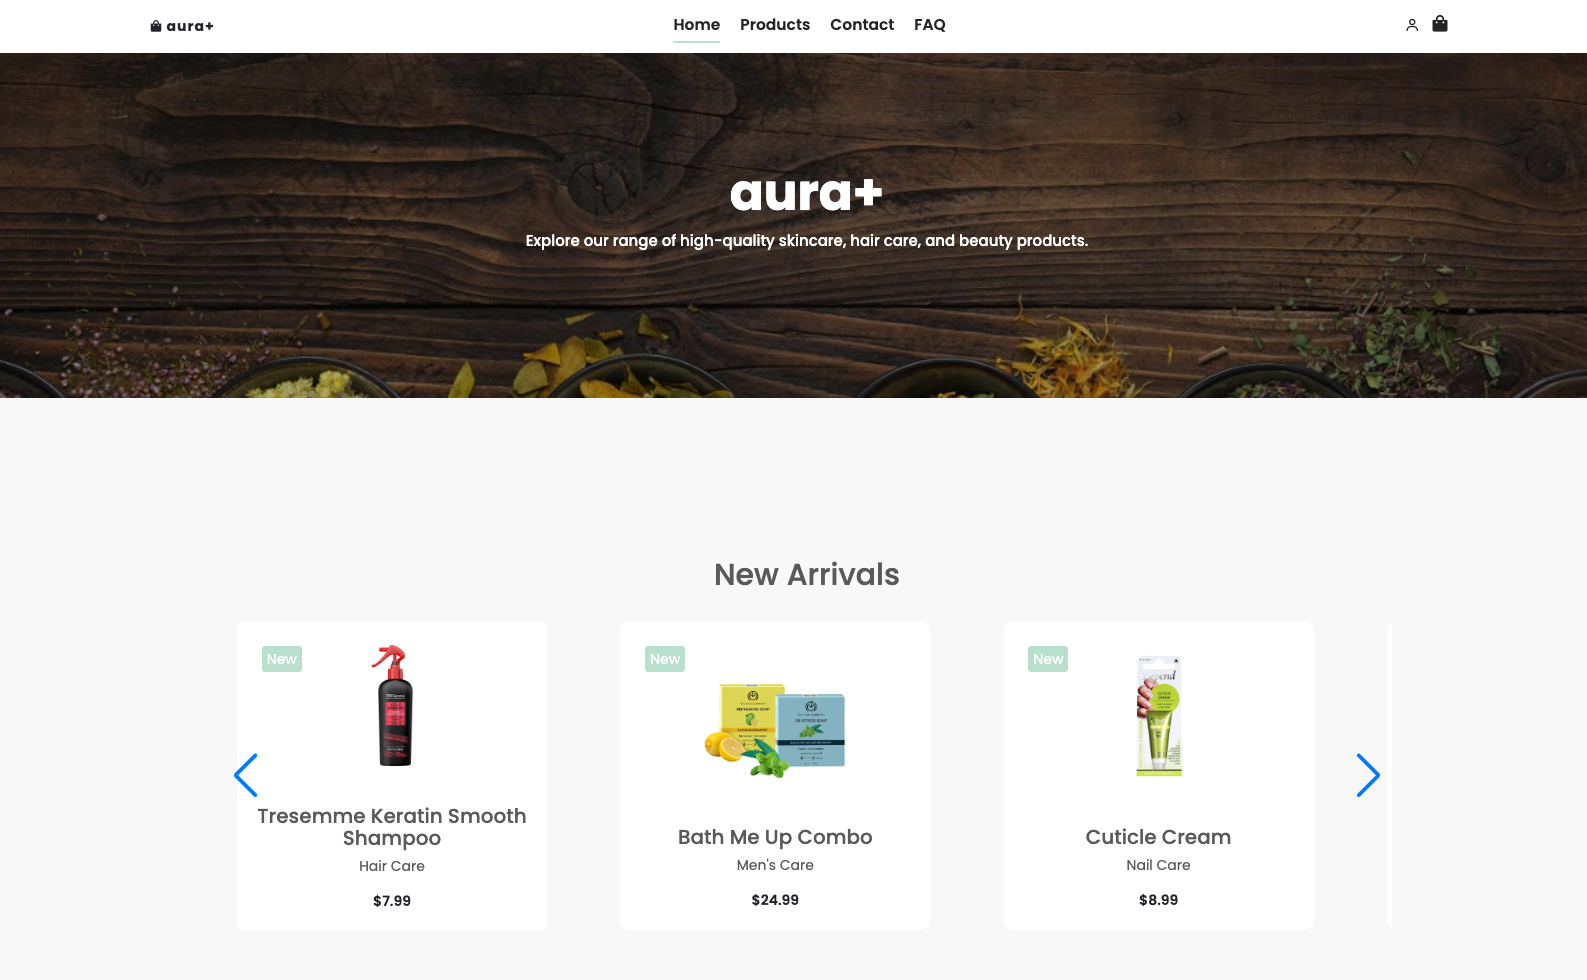 aura+
Home Products Contact FAQ
aura+
Explore our range of high-quality skincare, hair care, and beauty products.
New Arrivals
New
New
New
CUTICLE
CREAM
Tresemme Keratin Smooth
Shampoo
Hair Care
$7.99
Bath Me Up Combo
Men's Care
$24.99
Cuticle Cream
Nail Care
$8.99